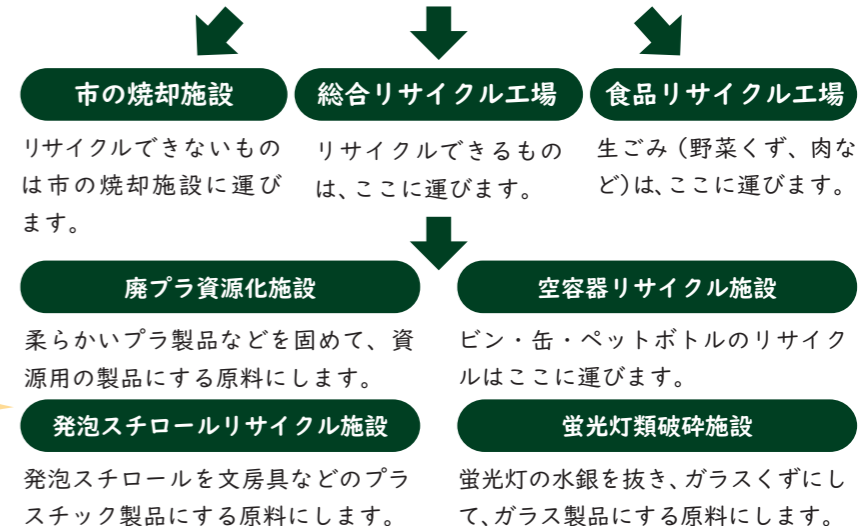 市の焼却施設
リサイクルできないもの
は市の焼却施設に運び
ます。
総合リサイクル工場
リサイクルできるもの
は、ここに運びます。
食品リサイクル工場
生ごみ（野菜くず、肉な
ど）は、ここに運びます。
廃プラ資源化施設
柔らかいプラ製品などを固めて、資
源用の製品にする原料にします。
空容器リサイクル施設
ビン・缶・ペットボトルのリサイク
ルはここに運びます。
発泡スチロールリサイクル施設
発泡スチロールを文房具などのプラ
スチック製品にする原料にします。
蛍光灯類破砕施設
蛍光灯の水銀を抜き、ガラスくずにし
て、ガラス製品にする原料にします。